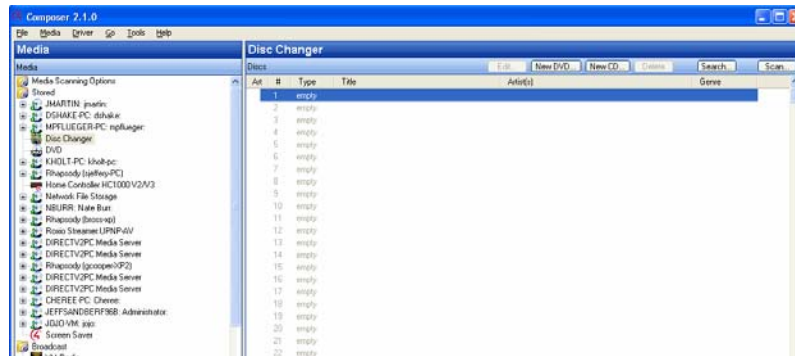 Composer 2.1.0
File Media Driver Go Tools Help
Media
Media
Media Scanning Options
Stored
JMARTIN: jmartin:
DSHAKE-PC: dshake:
MPFLUEGER-PC: mpflueger:
Disc Changer
DVD
KHOLT-PC: kholt-pc:
Rhapsody (sjeffery-PC)
Home Controller HC1000 V2/V3
Network File Storage
NBURR: Nate Burr:
Rhapsody (bross-xp)
Roxio Streamer:UPNP-AV
DIRECTV2PC Media Server
DIRECTV2PC Media Server
Rhapsody (gcooper-XP2)
DIRECTV2PC Media Server
DIRECTV2PC Media Server
CHEREE-PC: Cheree:
JEFFSANDBERF96B: Administrator:
JOJO-VM: jojo:
Screen Saver
Broadcast
Disc Changer
Discs Edit... New DVD... New CD... Delete Search... Scan...
Art # Type Title Artist(s) Genre
1 empty
2 empty
3 empty
4 empty
5 empty
6 empty
7 empty
8 empty
9 empty
10 empty
11 empty
12 empty
13 empty
14 empty
15 empty
16 empty
17 empty
18 empty
19 empty
20 empty
21 empty
22 empty